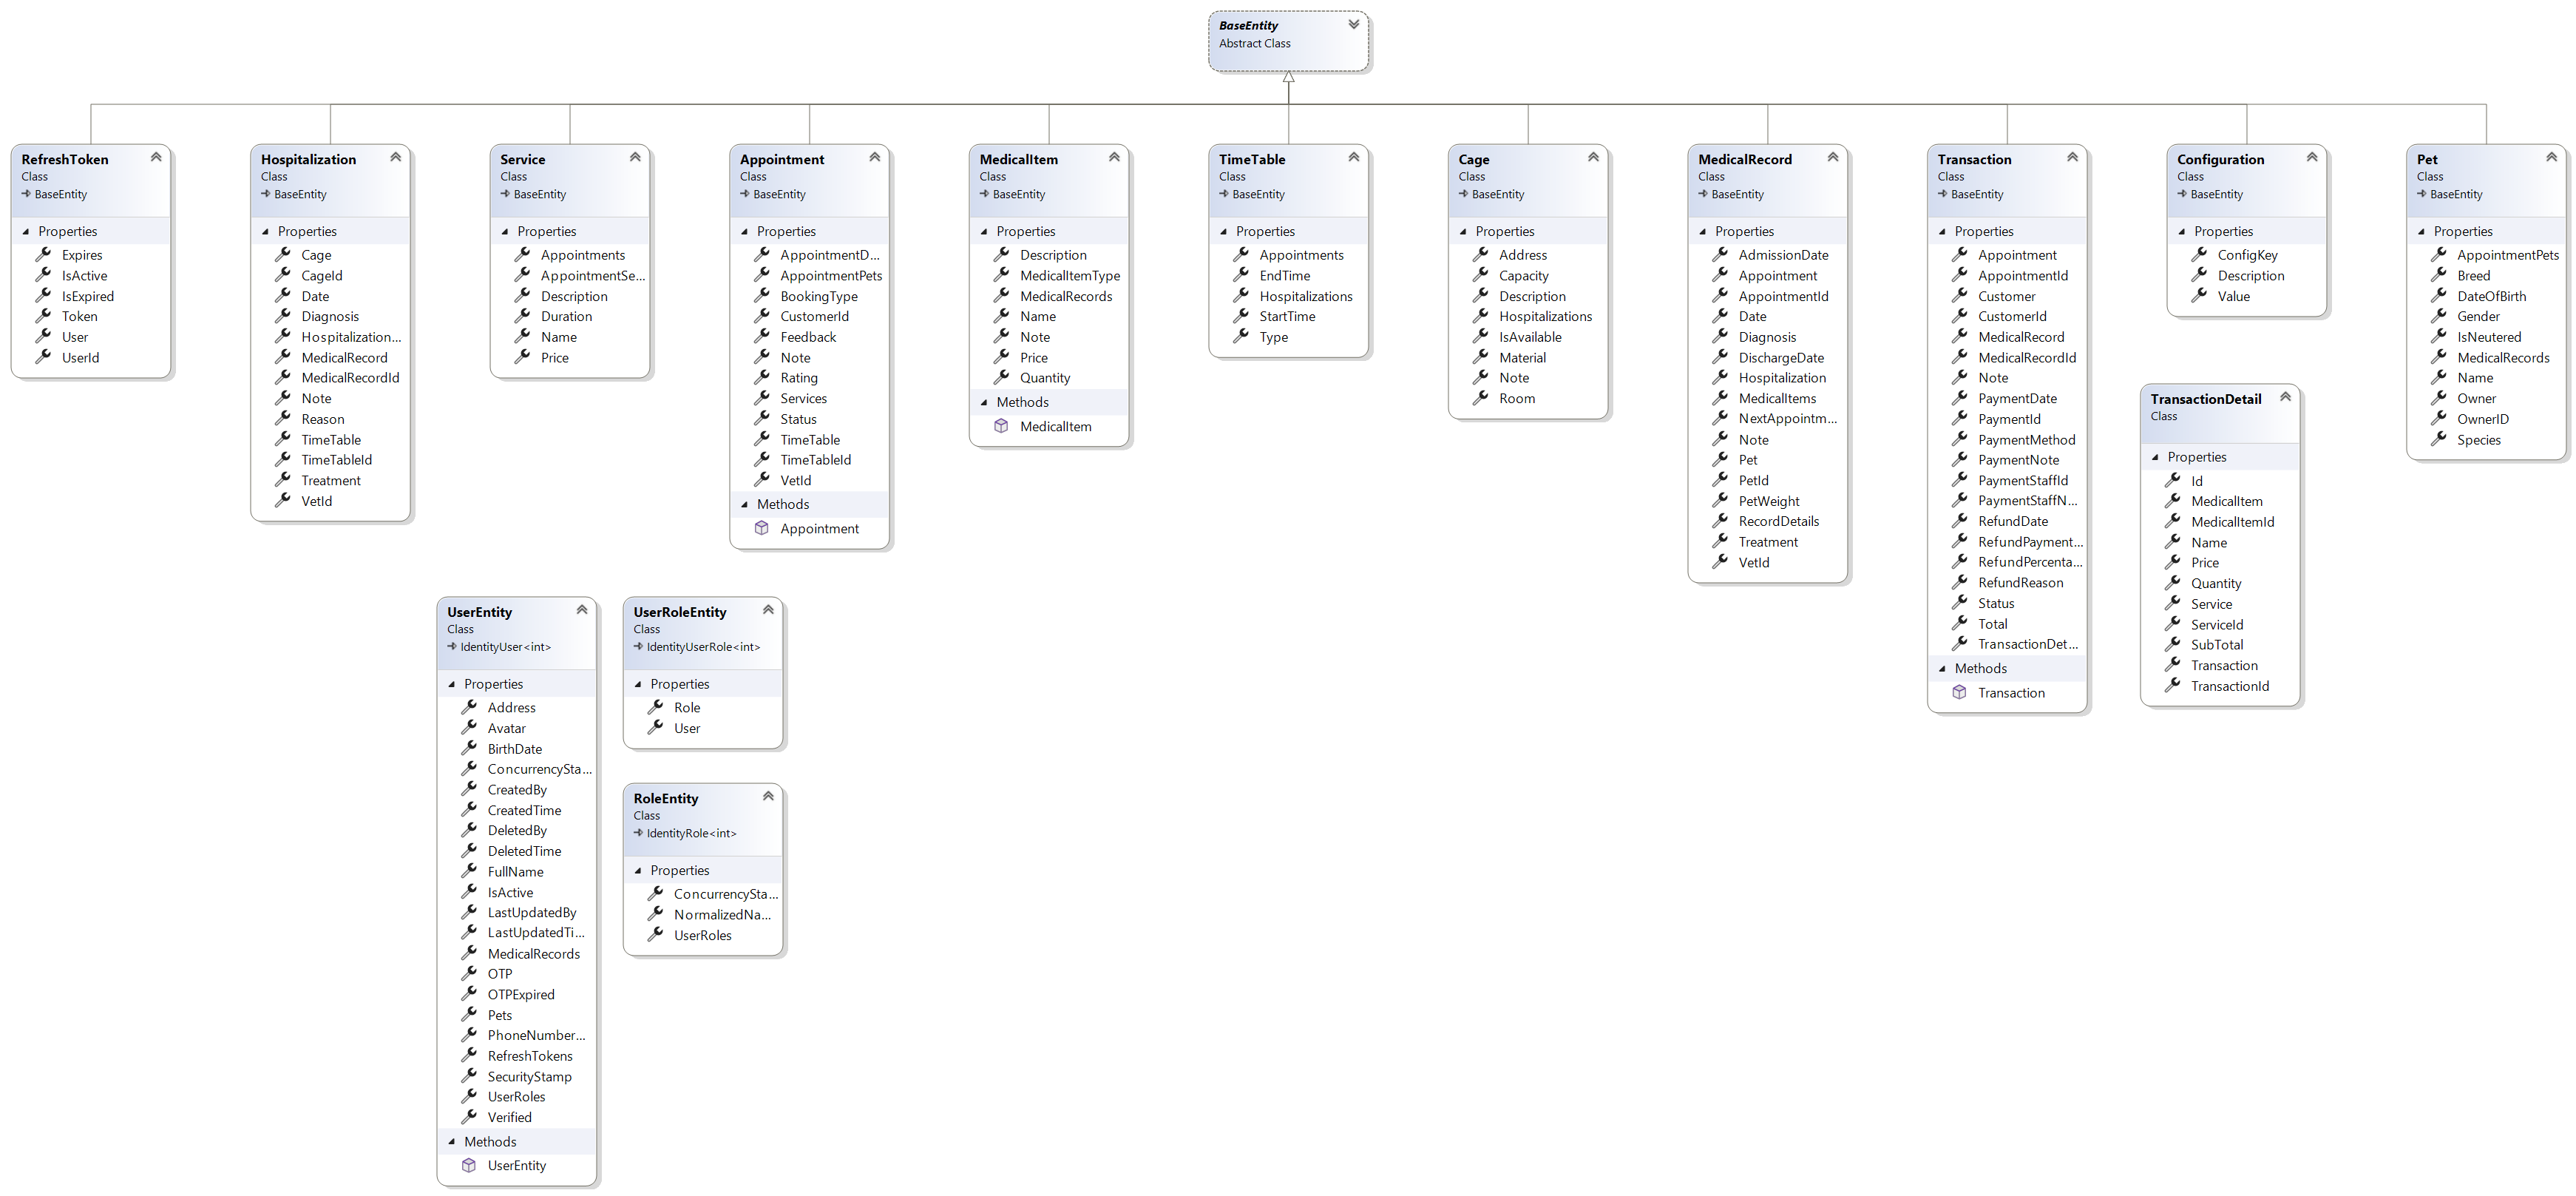 BaseEntity
Abstract Class
RefreshToken
Class
BaseEntity
Properties
Expires
IsActive
IsExpired
Token
User
UserId
Hospitalization
Class
BaseEntity
Properties
Cage
CageId
Date
Diagnosis
Hospitalization...
MedicalRecord
MedicalRecordId
Note
Reason
TimeTable
TimeTableId
Treatment
VetId
Service
Class
BaseEntity
Properties
Appointments
AppointmentSe...
Description
Duration
Name
Price
Appointment
Class
BaseEntity
Properties
AppointmentD...
AppointmentPets
BookingType
CustomerId
Feedback
Note
Rating
Services
Status
TimeTable
TimeTableId
VetId
Methods
Appointment
MedicalItem
Class
BaseEntity
Properties
Description
MedicalItemType
MedicalRecords
Name
Note
Price
Quantity
Methods
MedicalItem
TimeTable
Class
BaseEntity
Properties
Appointments
EndTime
Hospitalizations
StartTime
Type
Cage
Class
BaseEntity
Properties
Address
Capacity
Description
Hospitalizations
IsAvailable
Material
Note
Room
MedicalRecord
Class
BaseEntity
Properties
AdmissionDate
Appointment
AppointmentId
Date
Diagnosis
DischargeDate
Hospitalization
MedicalItems
NextAppointm...
Note
Pet
PetId
PetWeight
RecordDetails
Treatment
VetId
Transaction
Class
BaseEntity
Properties
Appointment
AppointmentId
Customer
CustomerId
MedicalRecord
MedicalRecordId
Note
PaymentDate
PaymentId
PaymentMethod
PaymentNote
PaymentStaffId
PaymentStaffN...
RefundDate
RefundPayment...
RefundPercenta...
RefundReason
Status
Total
TransactionDet...
Methods
Transaction
Configuration
Class
BaseEntity
Properties
ConfigKey
Description
Value
TransactionDetail
Class
Properties
Id
MedicalItem
MedicalItemId
Name
Price
Quantity
Service
ServiceId
SubTotal
Transaction
TransactionId
Pet
Class
BaseEntity
Properties
AppointmentPets
Breed
DateOfBirth
Gender
IsNeutered
MedicalRecords
Name
Owner
OwnerID
Species
UserEntity
Class
IdentityUser<int>
Properties
Address
Avatar
BirthDate
ConcurrencySta...
CreatedBy
CreatedTime
DeletedBy
DeletedTime
FullName
IsActive
LastUpdatedBy
LastUpdatedTi...
MedicalRecords
OTP
OTPExpired
Pets
PhoneNumber...
RefreshTokens
SecurityStamp
UserRoles
Verified
Methods
UserEntity
UserRoleEntity
Class
IdentityUserRole<int>
Properties
Role
User
RoleEntity
Class
IdentityRole<int>
Properties
ConcurrencySta...
NormalizedNa...
UserRoles